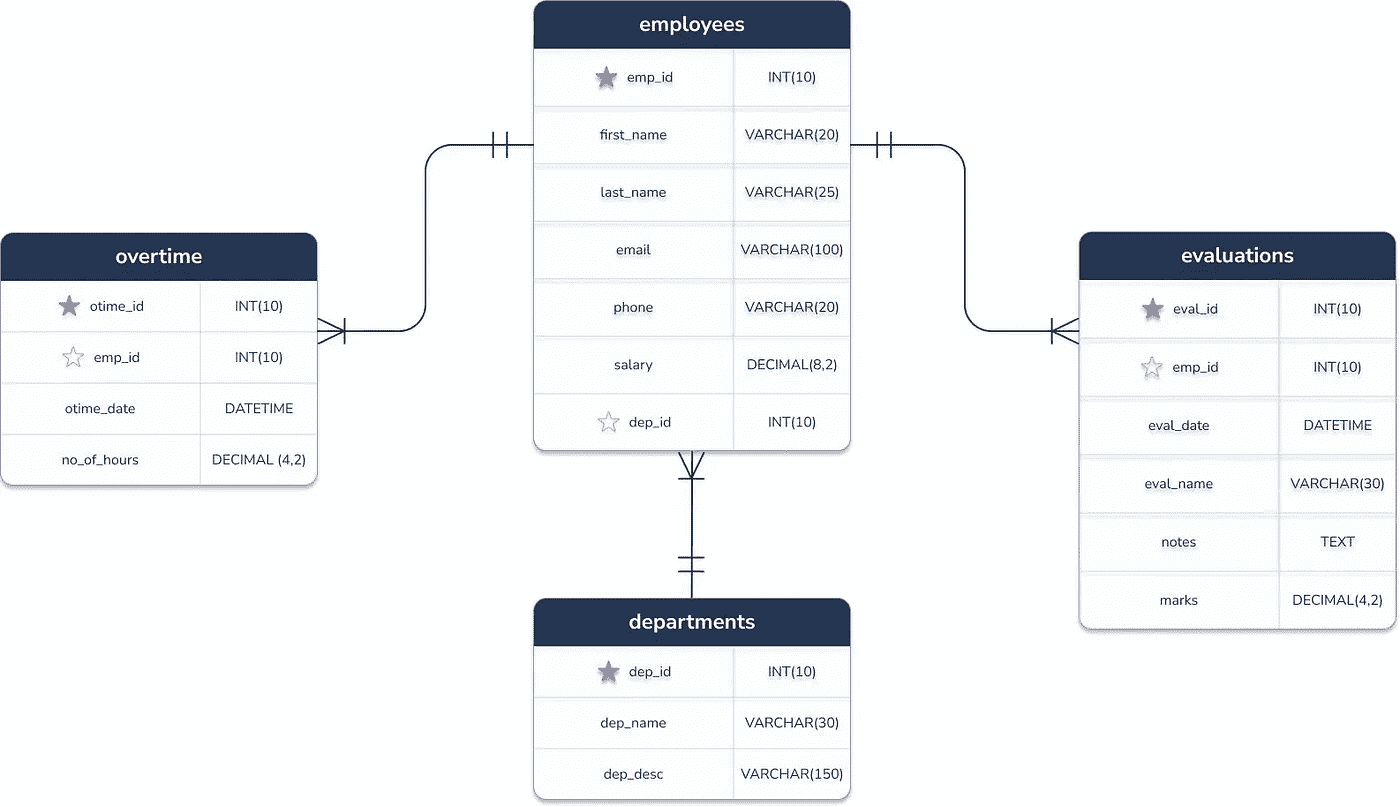 employees
emp_id INT(10)
first_name VARCHAR(20)
last_name VARCHAR(25)
email VARCHAR(100)
phone VARCHAR(20)
salary DECIMAL(8,2)
dep_id INT(10)
overtime
otime_id INT(10)
emp_id INT(10)
otime_date DATETIME
no_of_hours DECIMAL (4,2)
evaluations
eval_id INT(10)
emp_id INT(10)
eval_date DATETIME
eval_name VARCHAR(30)
notes TEXT
marks DECIMAL(4,2)
departments
dep_id INT(10)
dep_name VARCHAR(30)
dep_desc VARCHAR(150)